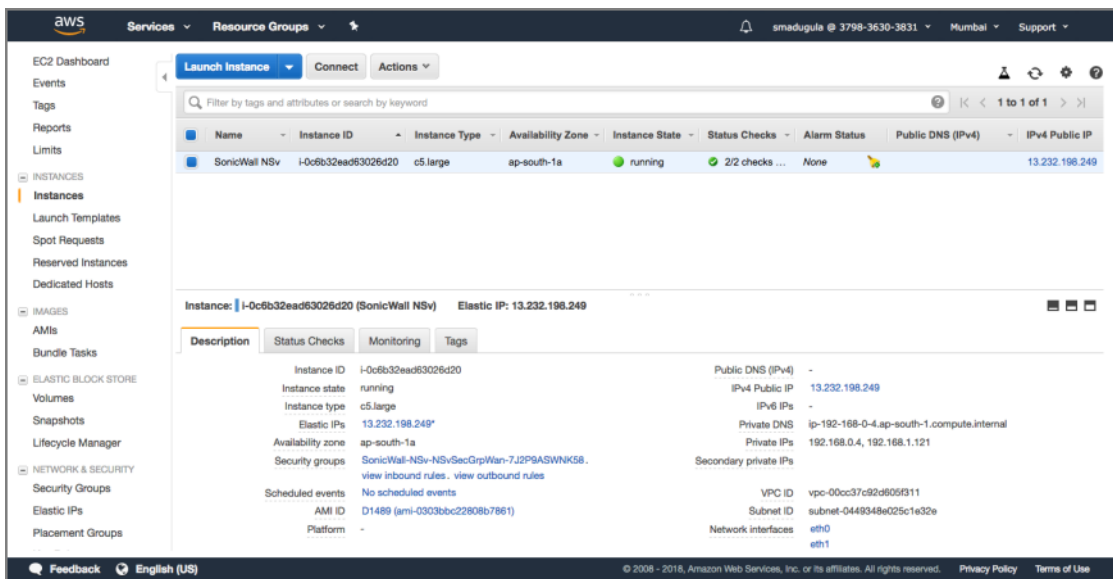 aws Services Resource Groups smadugula @ 3798-3630-3831 Mumbai Support
EC2 Dashboard
Events
Tags
Reports
Limits
INSTANCES
Instances
Launch Templates
Spot Requests
Reserved Instances
Dedicated Hosts
IMAGES
AMIs
Bundle Tasks
ELASTIC BLOCK STORE
Volumes
Snapshots
Lifecycle Manager
NETWORK & SECURITY
Security Groups
Elastic IPs
Placement Groups
Launch Instance Connect Actions
Filter by tags and attributes or search by keyword 1 to 1 of 1
Name Instance ID Instance Type Availability Zone Instance State Status Checks Alarm Status Public DNS (IPv4) IPv4 Public IP
SonicWall NSv i-0c6b32ead63026d20 c5.large ap-south-1a running 2/2 checks ... None 13.232.198.249
Instance: i-0c6b32ead63026d20 (SonicWall NSv) Elastic IP: 13.232.198.249
Description Status Checks Monitoring Tags
Instance ID i-0c6b32ead63026d20 Public DNS (IPv4) -
Instance state running IPv4 Public IP 13.232.198.249
Instance type c5.large IPv6 IPs -
Elastic IPs 13.232.198.249* Private DNS ip-192-168-0-4.ap-south-1.compute.internal
Availability zone ap-south-1a Private IPs 192.168.0.4, 192.168.1.121
Security groups SonicWall-NSv-NSvSecGrpWan-7J2P9ASWNK58. Secondary private IPs
view inbound rules. view outbound rules
Scheduled events No scheduled events VPC ID vpc-00cc37c92d605f311
AMI ID D1489 (ami-0303bbc22808b7861) Subnet ID subnet-0449348e025c1e32e
Platform - Network interfaces eth0
eth1
Feedback English (US) © 2008 - 2018, Amazon Web Services, Inc. or its affiliates. All rights reserved. Privacy Policy Terms of Use